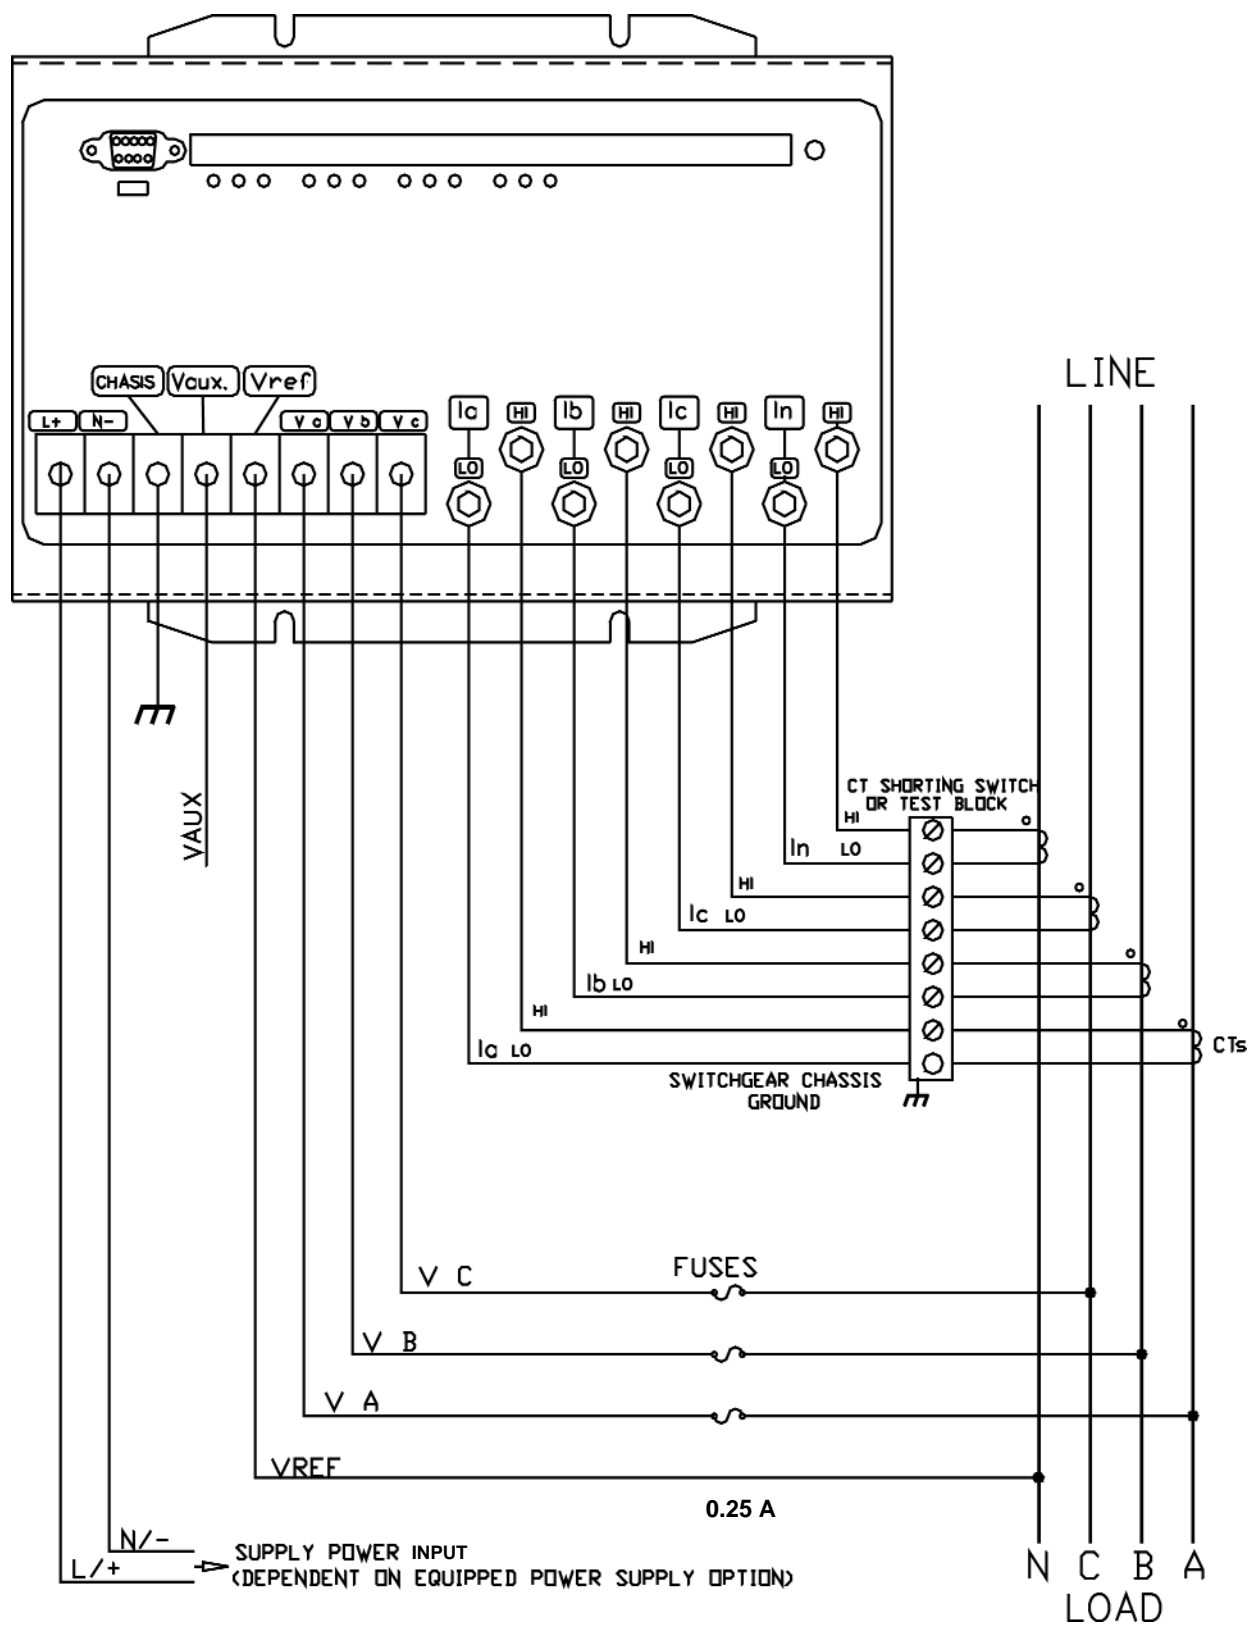 CHASIS Vaux. Vref
L+ N- Va Vb Vc
Ia HI Ib HI Ic HI In HI
LO LO LO LO
LINE
VAUX
CT SHORTING SWITCH
OR TEST BLOCK
HI
In LO
HI
Ic LO
HI
Ib LO
HI
Ia LO
CTs
SWITCHGEAR CHASSIS
GROUND
FUSES
V C
V B
V A
VREF
0.25 A
N/-
L/+
SUPPLY POWER INPUT
(DEPENDENT ON EQUIPPED POWER SUPPLY OPTION)
N C B A
LOAD